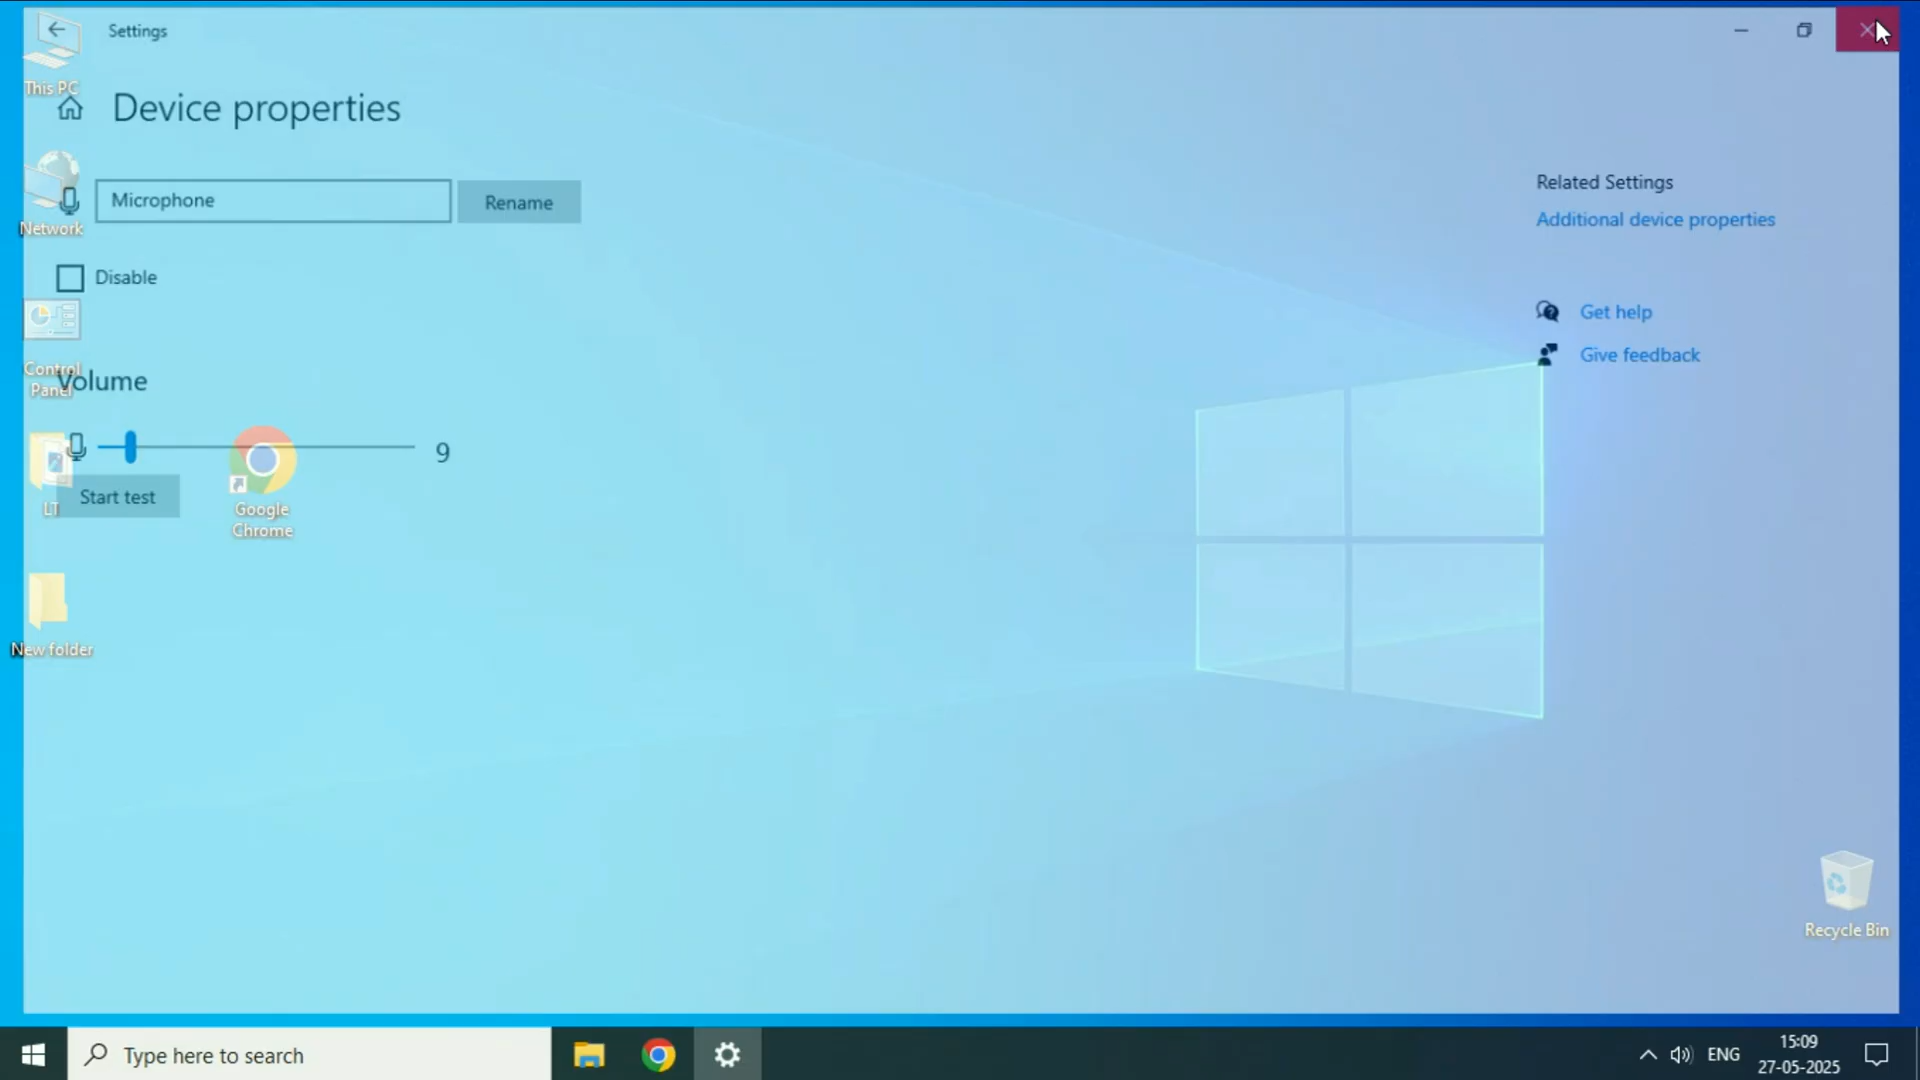 Settings
This PC
Device properties
Microphone
Rename
Network
Disable
Control
Panel
Volume
9
LT
Start test
Google
Chrome
New folder
Related Settings
Additional device properties
Get help
Give feedback
Recycle Bin
Type here to search
ENG
15:09
27-05-2025